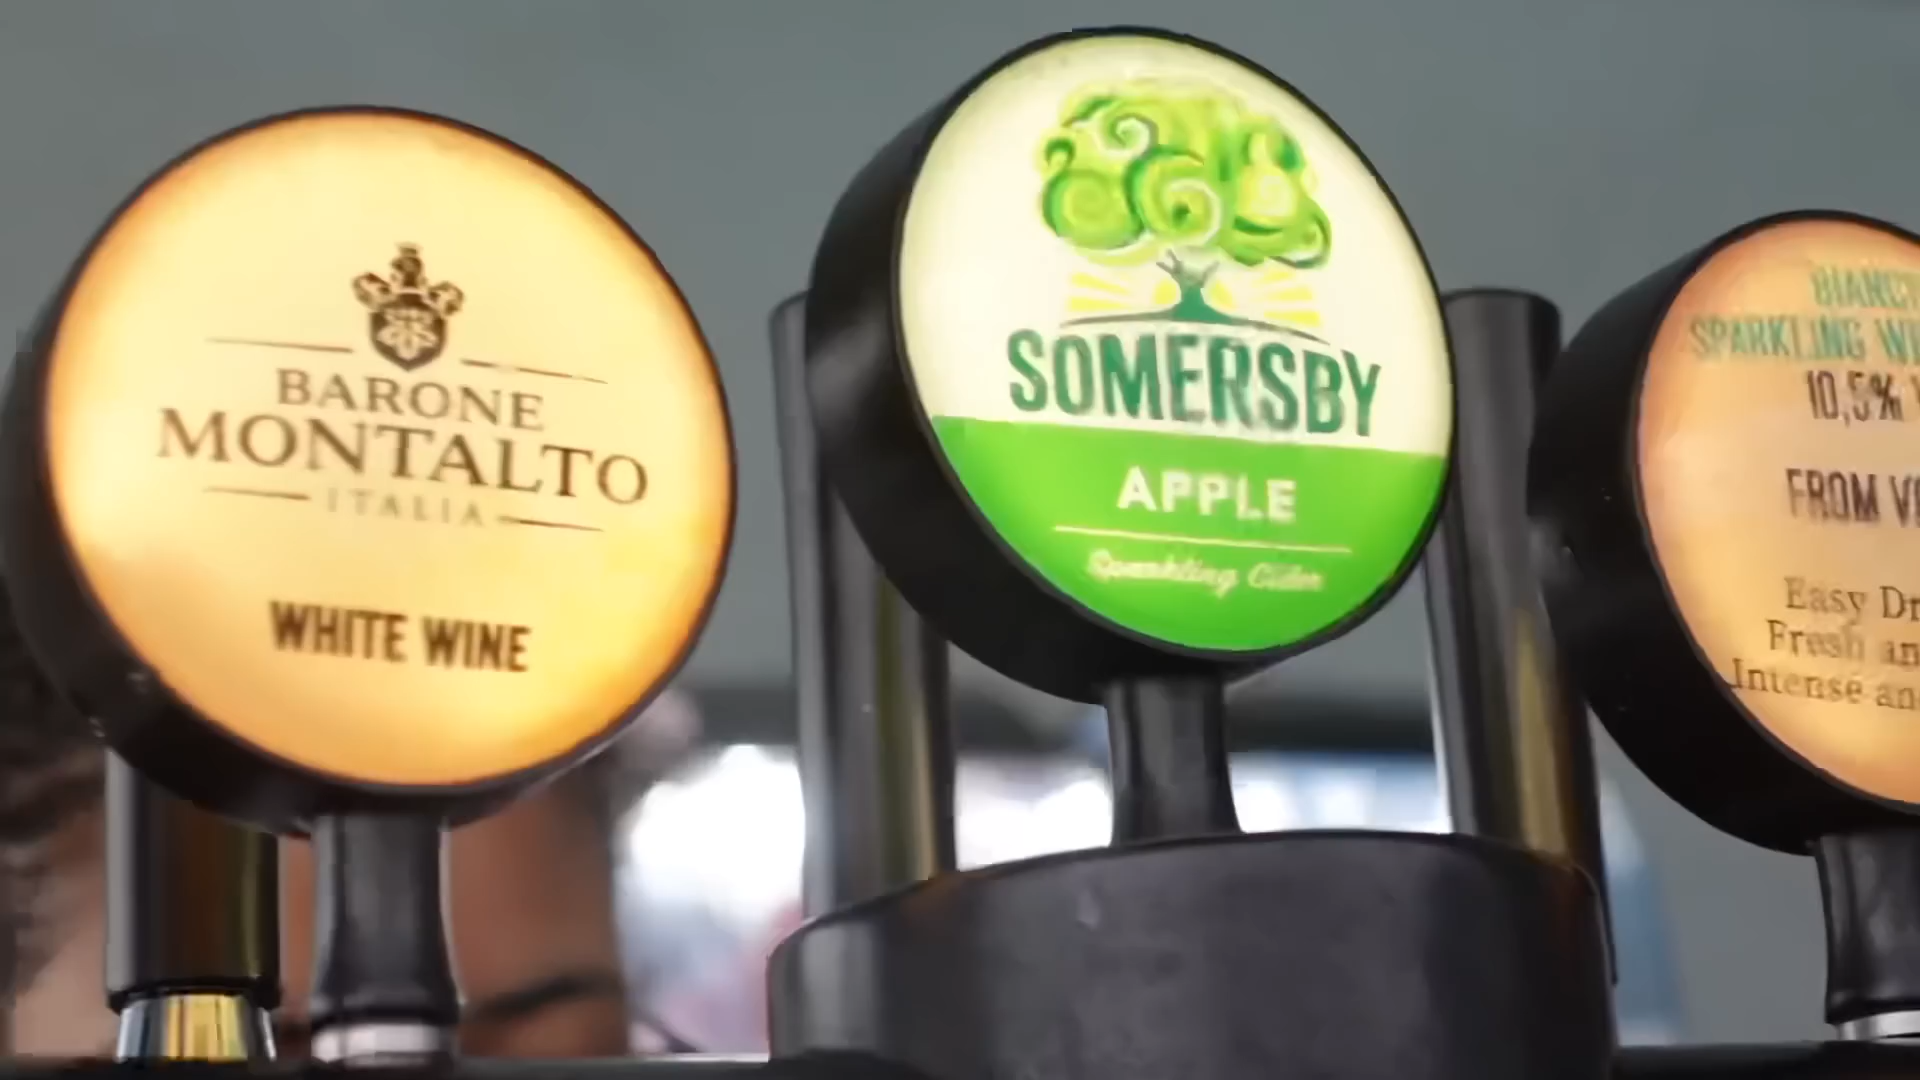 BARONE
MONTALTO
ITALIA
WHITE WINE
SOMERSBY
APPLE
Sparkling Cider
SPARKLING
10,5%
FROM
Easy
Fresh
Intense